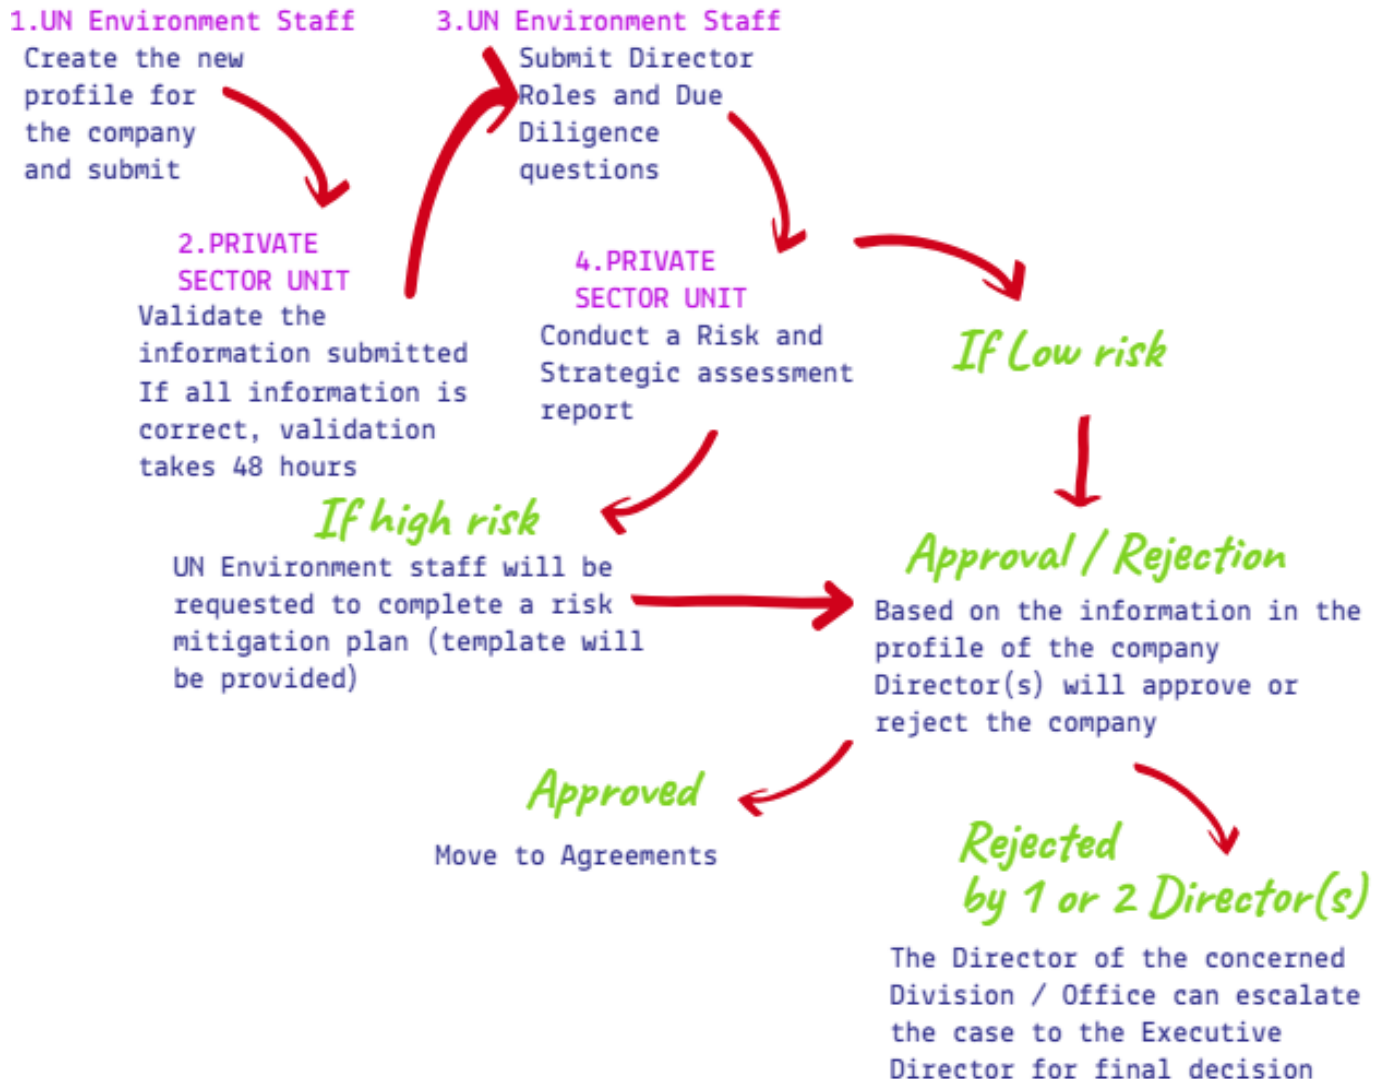 1.UN Environment Staff
Create the new
profile for
the company
and submit
2.PRIVATE
SECTOR UNIT
Validate the
information submitted
If all information is
correct, validation
takes 48 hours
3.UN Environment Staff
Submit Director
Roles and Due
Diligence
questions
4.PRIVATE
SECTOR UNIT
Conduct a Risk and
Strategic assessment
report
If high risk
UN Environment staff will be
requested to complete a risk
mitigation plan (template will
be provided)
If Low risk
Approval / Rejection
Based on the information in the
profile of the company
Director(s) will approve or
reject the company
Approved
Move to Agreements
Rejected
by 1 or 2 Director(s)
The Director of the concerned
Division / Office can escalate
the case to the Executive
Director for final decision